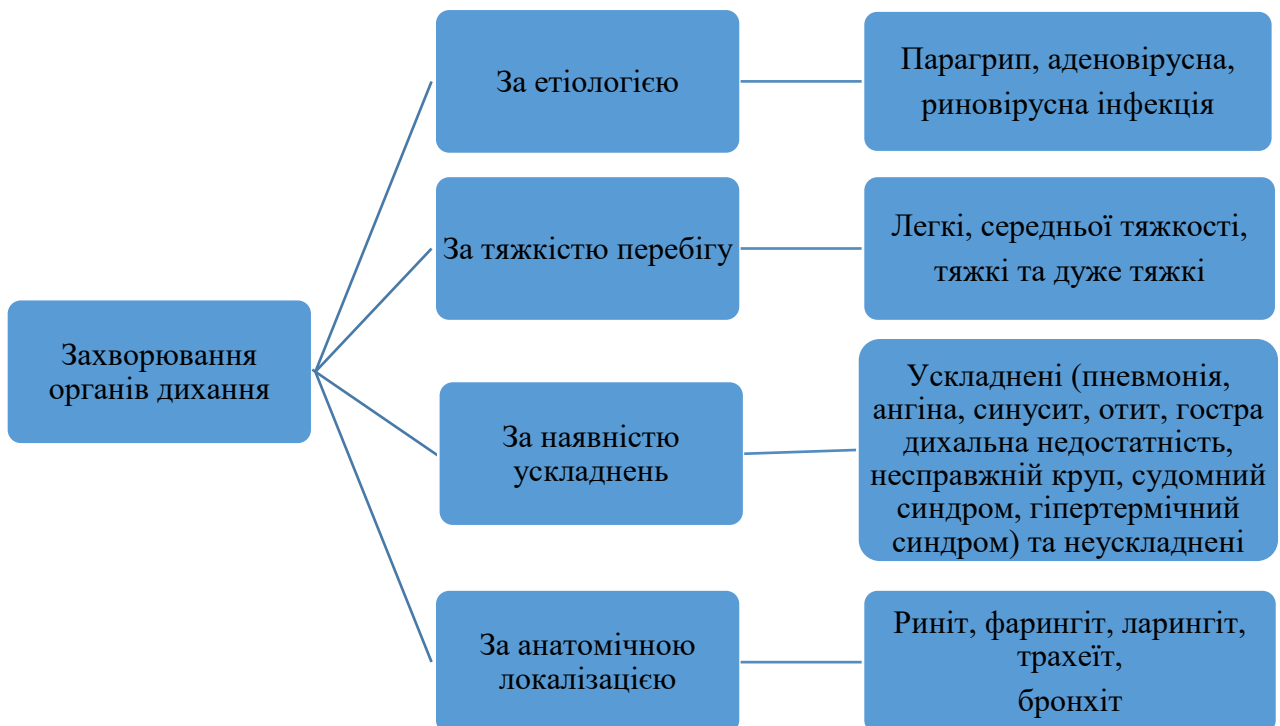 Захворювання
органів дихання
За етіологією
Парагрип, аденовірусна,
риновірусна інфекція
За тяжкістю перебігу
Легкі, середньої тяжкості,
тяжкі та дуже тяжкі
За наявністю
ускладнень
Ускладнені (пневмонія,
ангіна, синусит, отит, гостра
дихальна недостатність,
несправжній круп, судомний
синдром, гіпертермічний
синдром) та неускладнені
За анатомічною
локалізацією
Риніт, фарингіт, ларингіт,
трахеїт,
бронхіт